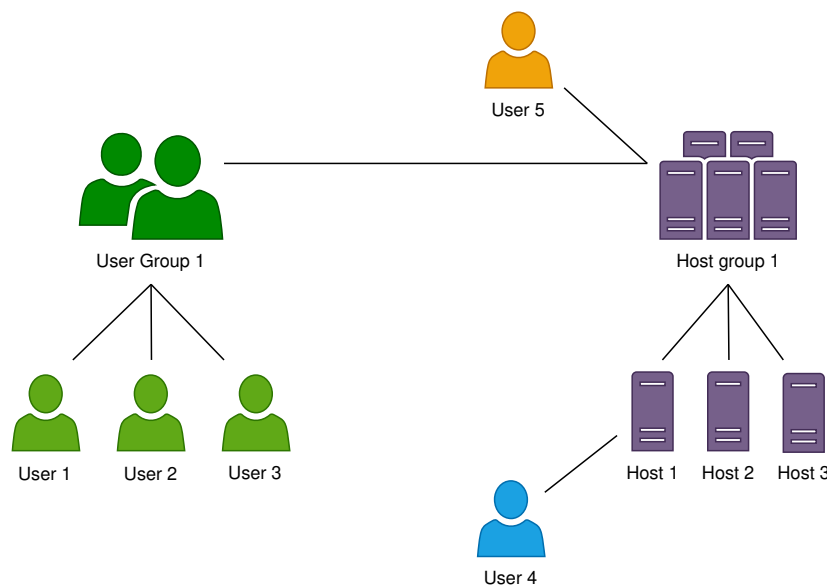 User 5
User Group 1
Host group 1
User 1
User 2
User 3
Host 1
Host 2
Host 3
User 4